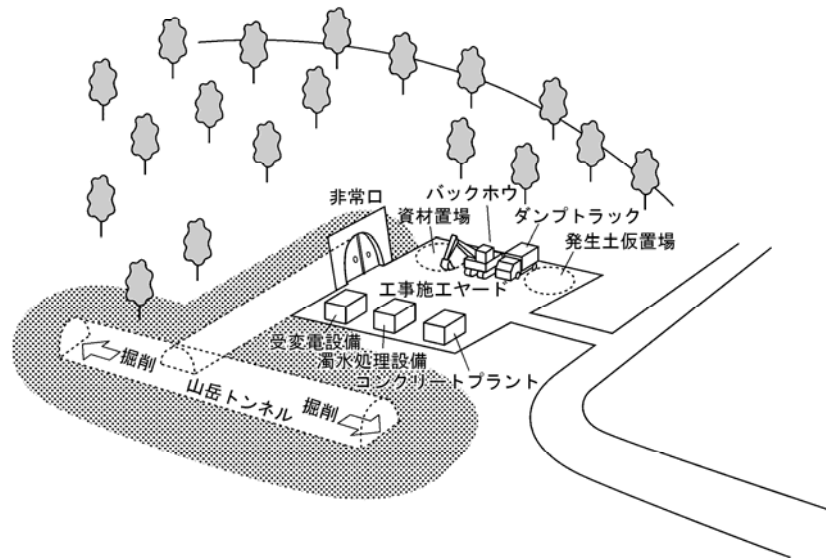 非常口
バックホウ
資材置場
ダンプトラック
発生土仮置場
工事施工ヤード
受変電設備
濁水処理設備
コンクリートプラント
掘削
山岳トンネル
掘削